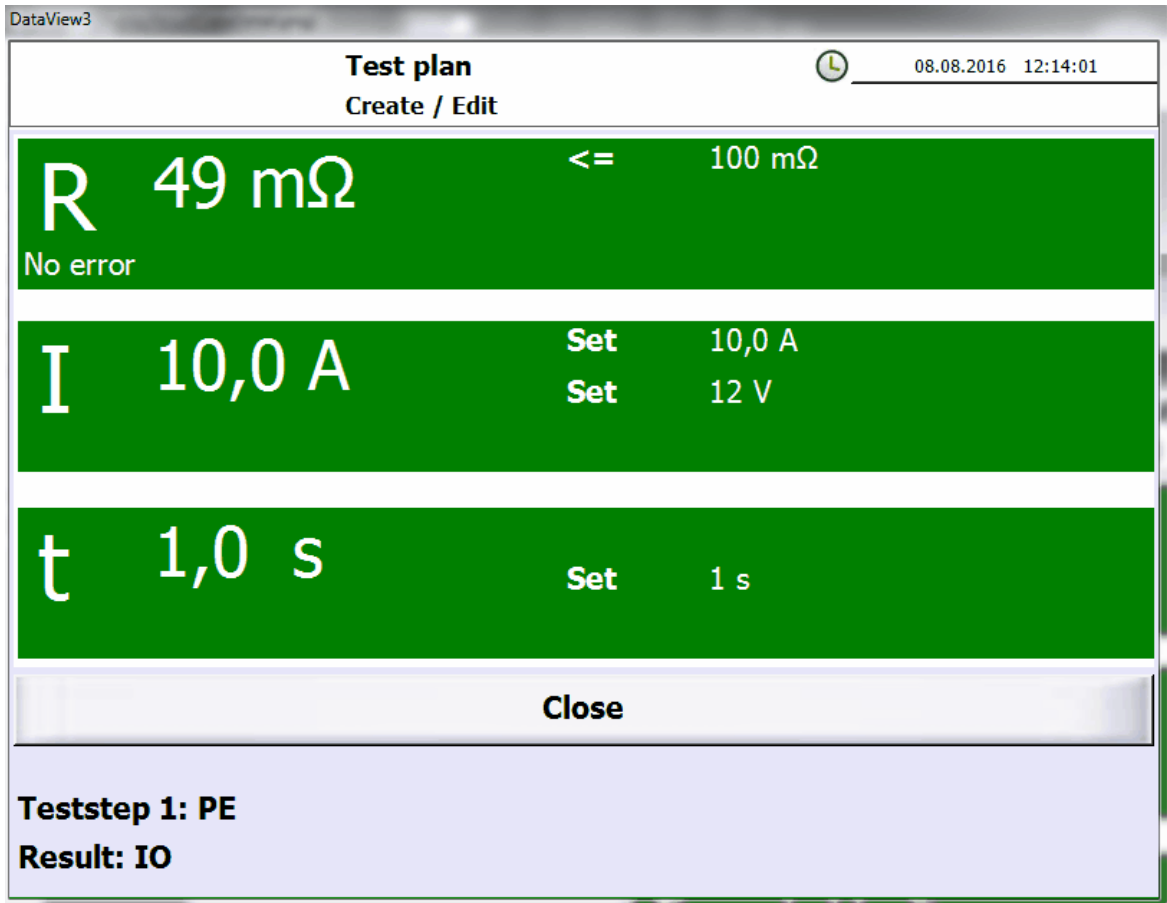 DataView3
Test plan
08.08.2016 12:14:01
Create / Edit
R 49 mΩ <= 100 mΩ
No error
I 10,0 A Set 10,0 A
Set 12 V
t 1,0 s Set 1 s
Close
Teststep 1: PE
Result: IO